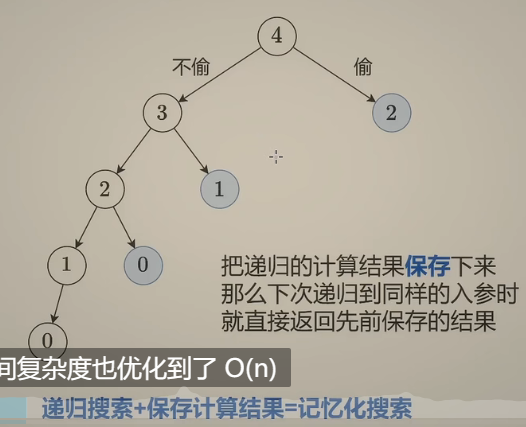 4
不偷
偷
3
2
2
1
1
0
把递归的计算结果保存下来
那么下次递归到同样的入参时
就直接返回先前保存的结果
0
间复杂度也优化到了 O(n)
递归搜索+保存计算结果=记忆化搜索